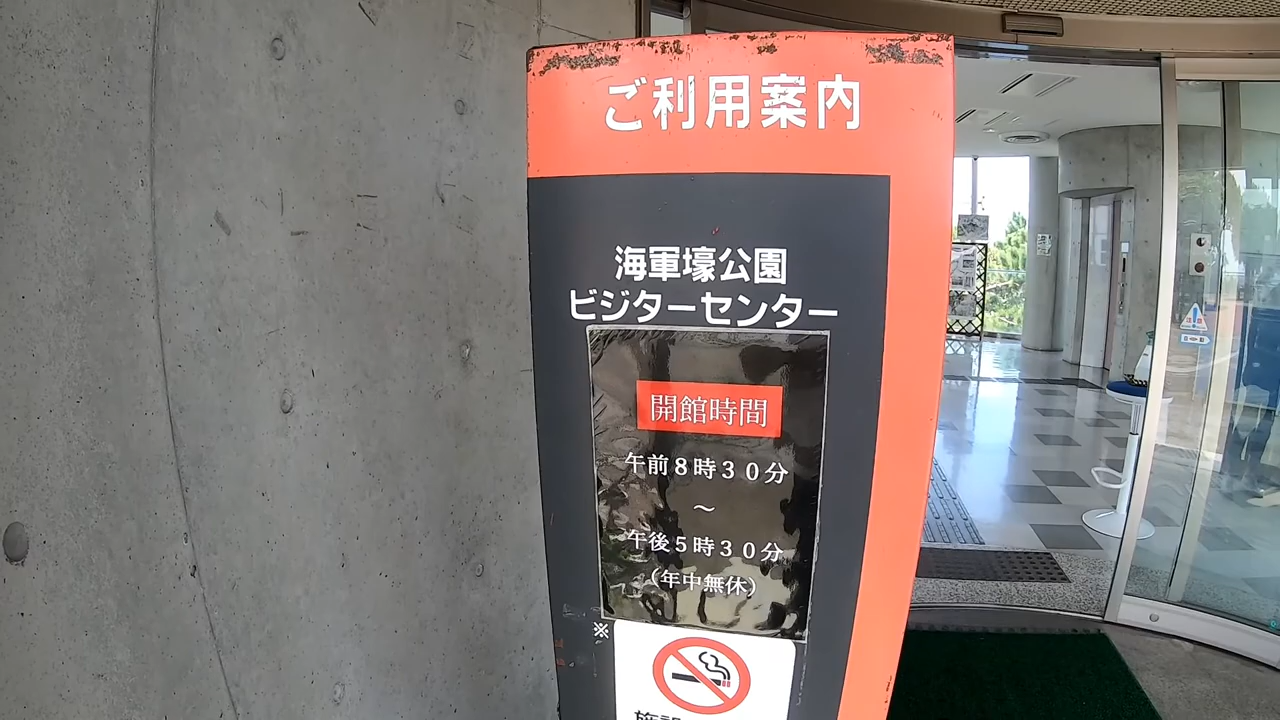 ご利用案内
海軍壕公園
ビジターセンター
開館時間
午前8時30分
～
午後5時30分
（年中無休）
※